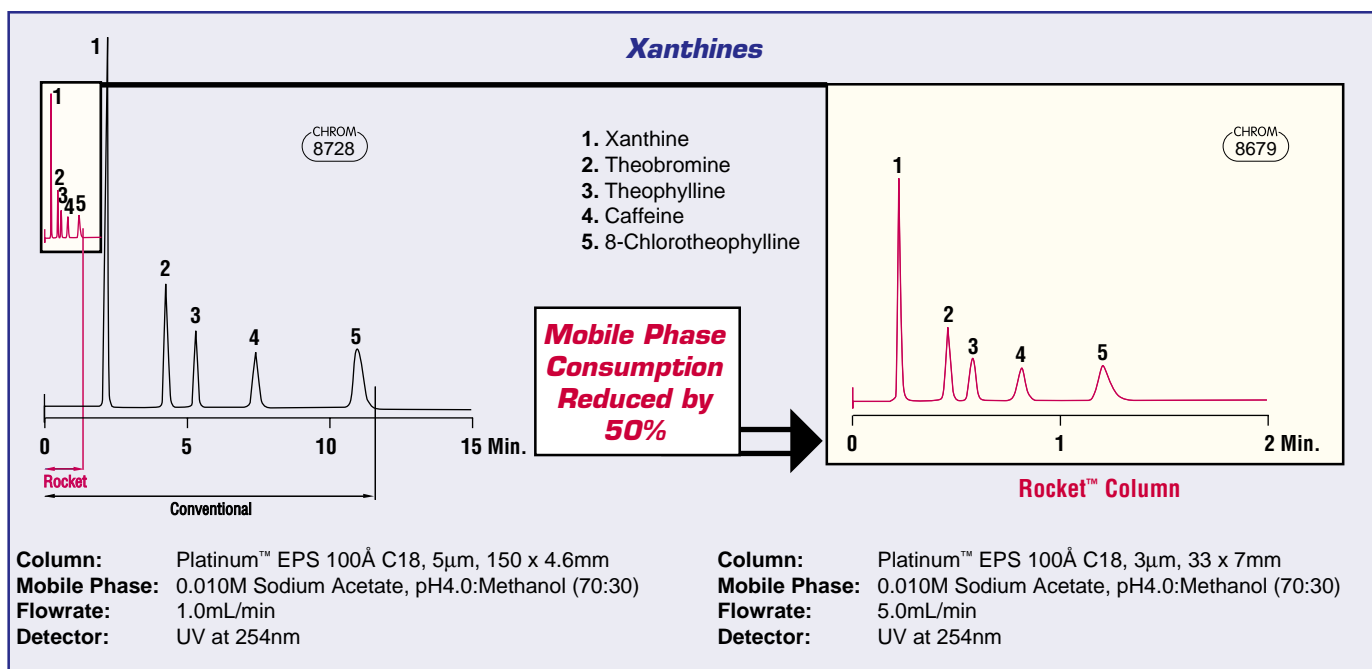 Xanthines
1
1
2
3
4
5
CHROM
8728
2
3
4
5
0 5 10 15 Min.
Rocket
Conventional
1. Xanthine
2. Theobromine
3. Theophylline
4. Caffeine
5. 8-Chlorotheophylline
Mobile Phase
Consumption
Reduced by
50%
CHROM
8679
1
2
3
4
5
0 1 2 Min.
Rocket™ Column
Column: Platinum™ EPS 100Å C18, 5µm, 150 x 4.6mm
Mobile Phase: 0.010M Sodium Acetate, pH4.0:Methanol (70:30)
Flowrate: 1.0mL/min
Detector: UV at 254nm
Column: Platinum™ EPS 100Å C18, 3µm, 33 x 7mm
Mobile Phase: 0.010M Sodium Acetate, pH4.0:Methanol (70:30)
Flowrate: 5.0mL/min
Detector: UV at 254nm